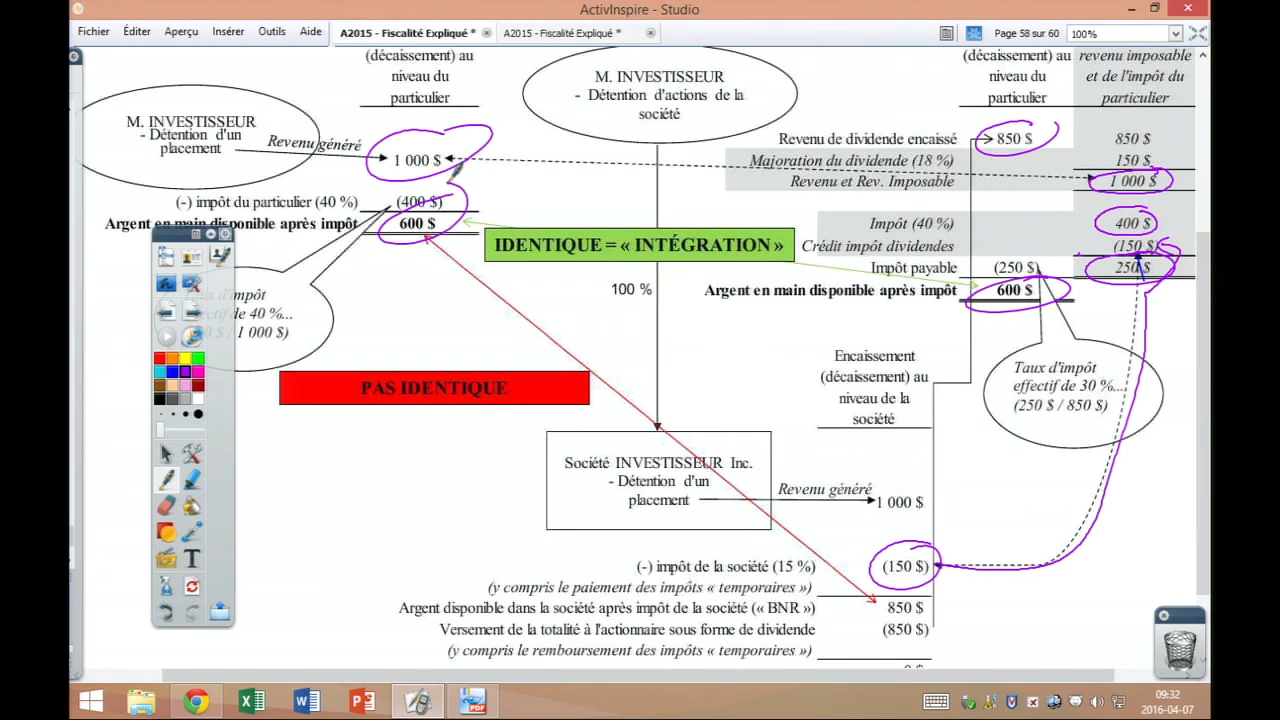 ActivInspire - Studio
Fichier Éditer Aperçu Insérer Outils Aide
A2015 - Fiscalité Expliqué *
A2015 - Fiscalité Expliqué *
Page 58 sur 60
100%
(décaissement) au
niveau du
particulier
M. INVESTISSEUR
- Détention d'un
placement
Revenu généré
1 000 $
(-) impôt du particulier (40 %)
(400 $)
Argent en main disponible après impôt
600 $
M. INVESTISSEUR
- Détention d'actions de la
société
(décaissement) au
niveau du
particulier
revenu imposable
et de l'impôt du
particulier
Revenu de dividende encaissé
850 $
850 $
Majoration du dividende (18 %)
150 $
Revenu et Rev. Imposable
1 000 $
Impôt (40 %)
400 $
Crédit impôt dividendes
(150 $)
Impôt payable
(250 $)
250 $
Argent en main disponible après impôt
600 $
IDENTIQUE = « INTÉGRATION »
100 %
Taux d'impôt
de 40 %...
/ 1 000 $)
PAS IDENTIQUE
Taux d'impôt
effectif de 30 %...
(250 $ / 850 $)
Encaissement
(décaissement) au
niveau de la
société
Société INVESTISSEUR Inc.
- Détention d'un
placement
Revenu généré
1 000 $
(-) impôt de la société (15 %)
(150 $)
(y compris le paiement des impôts « temporaires »)
Argent disponible dans la société après impôt de la société (« BNR »)
850 $
Versement de la totalité à l'actionnaire sous forme de dividende
(850 $)
(y compris le remboursement des impôts « temporaires »)
09:32
2016-04-07